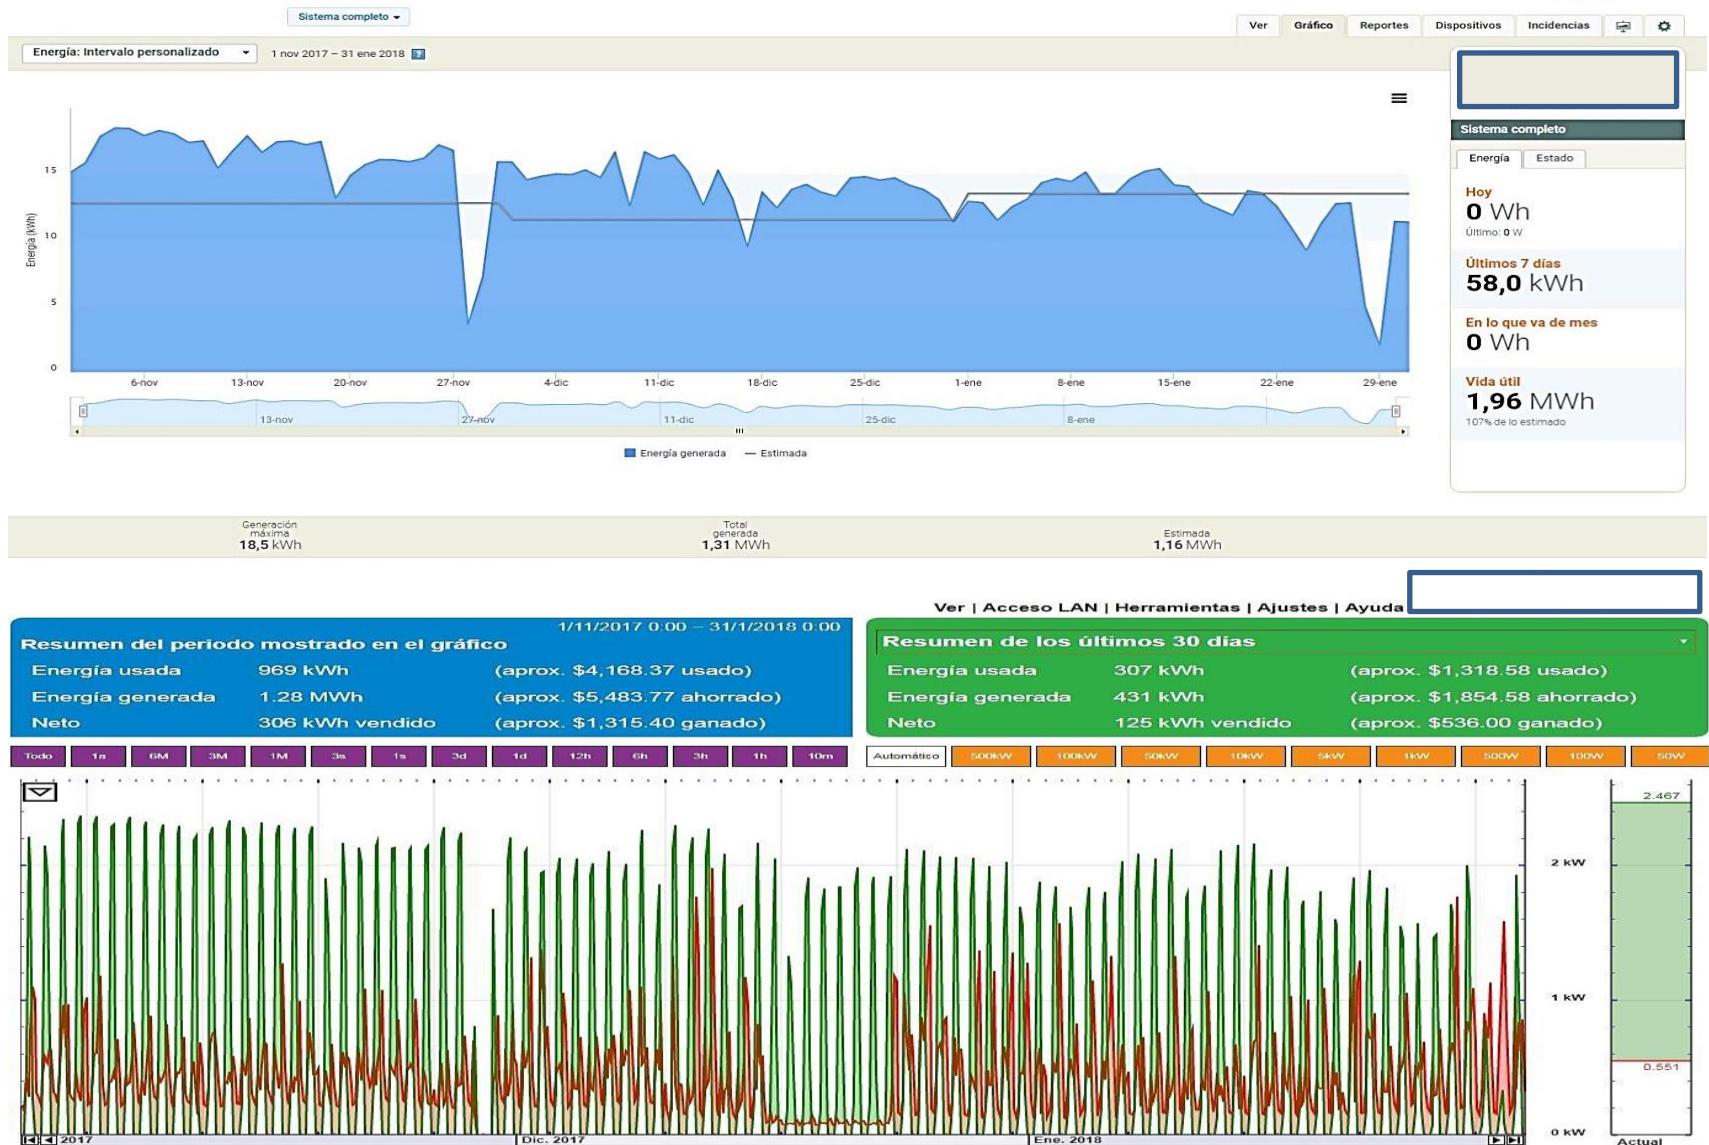 Sistema completo
Ver Gráfico Reportes Dispositivos Incidencias
Energía: Intervalo personalizado 1 nov 2017 – 31 ene 2018 ?
Sistema completo
Energía Estado
Hoy
0 Wh
Último: 0 W
Últimos 7 días
58,0 kWh
En lo que va de mes
0 Wh
Vida útil
1,96 MWh
107% de lo estimado
Energía (kWh)
15
10
5
0
6-nov 13-nov 20-nov 27-nov 4-dic 11-dic 18-dic 25-dic 1-ene 8-ene 15-ene 22-ene 29-ene
13-nov 27-nov 11-dic 25-dic 8-ene
Energía generada Estimada
Generación
máxima
18,5 kWh
Total
generada
1,31 MWh
Estimada
1,16 MWh
Ver | Acceso LAN | Herramientas | Ajustes | Ayuda
1/11/2017 0:00 – 31/1/2018 0:00
Resumen del periodo mostrado en el gráfico
Energía usada 969 kWh (aprox. $4,168.37 usado)
Energía generada 1.28 MWh (aprox. $5,483.77 ahorrado)
Neto 306 kWh vendido (aprox. $1,315.40 ganado)
Resumen de los últimos 30 días
Energía usada 307 kWh (aprox. $1,318.58 usado)
Energía generada 431 kWh (aprox. $1,854.58 ahorrado)
Neto 125 kWh vendido (aprox. $536.00 ganado)
Todo 1a 6M 3M 1M 3s 1s 3d 1d 12h 6h 3h 1h 10m
Automático 500kW 100kW 50kW 10kW 5kW 1kW 500W 100W 50W
2.467
2 kW
1 kW
0.551
0 kW
2017 Dic. 2017 Ene. 2018 Actual